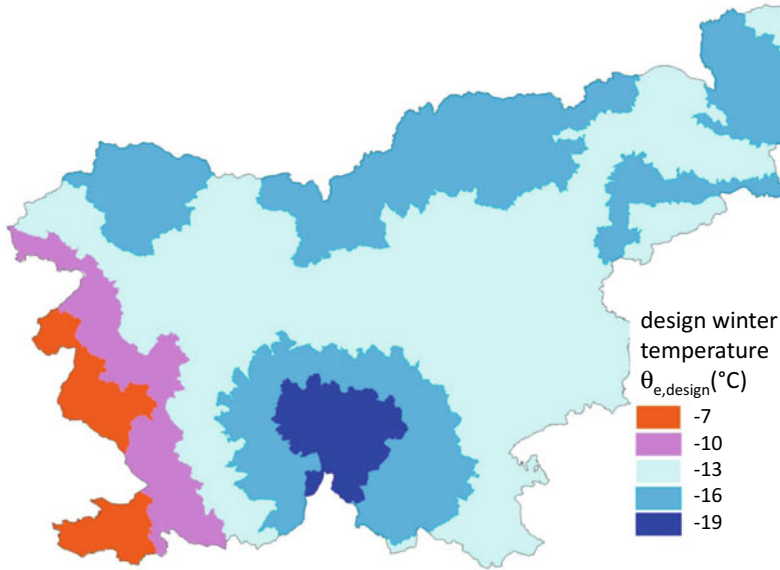 design winter
temperature
θe,design(°C)
-7
-10
-13
-16
-19